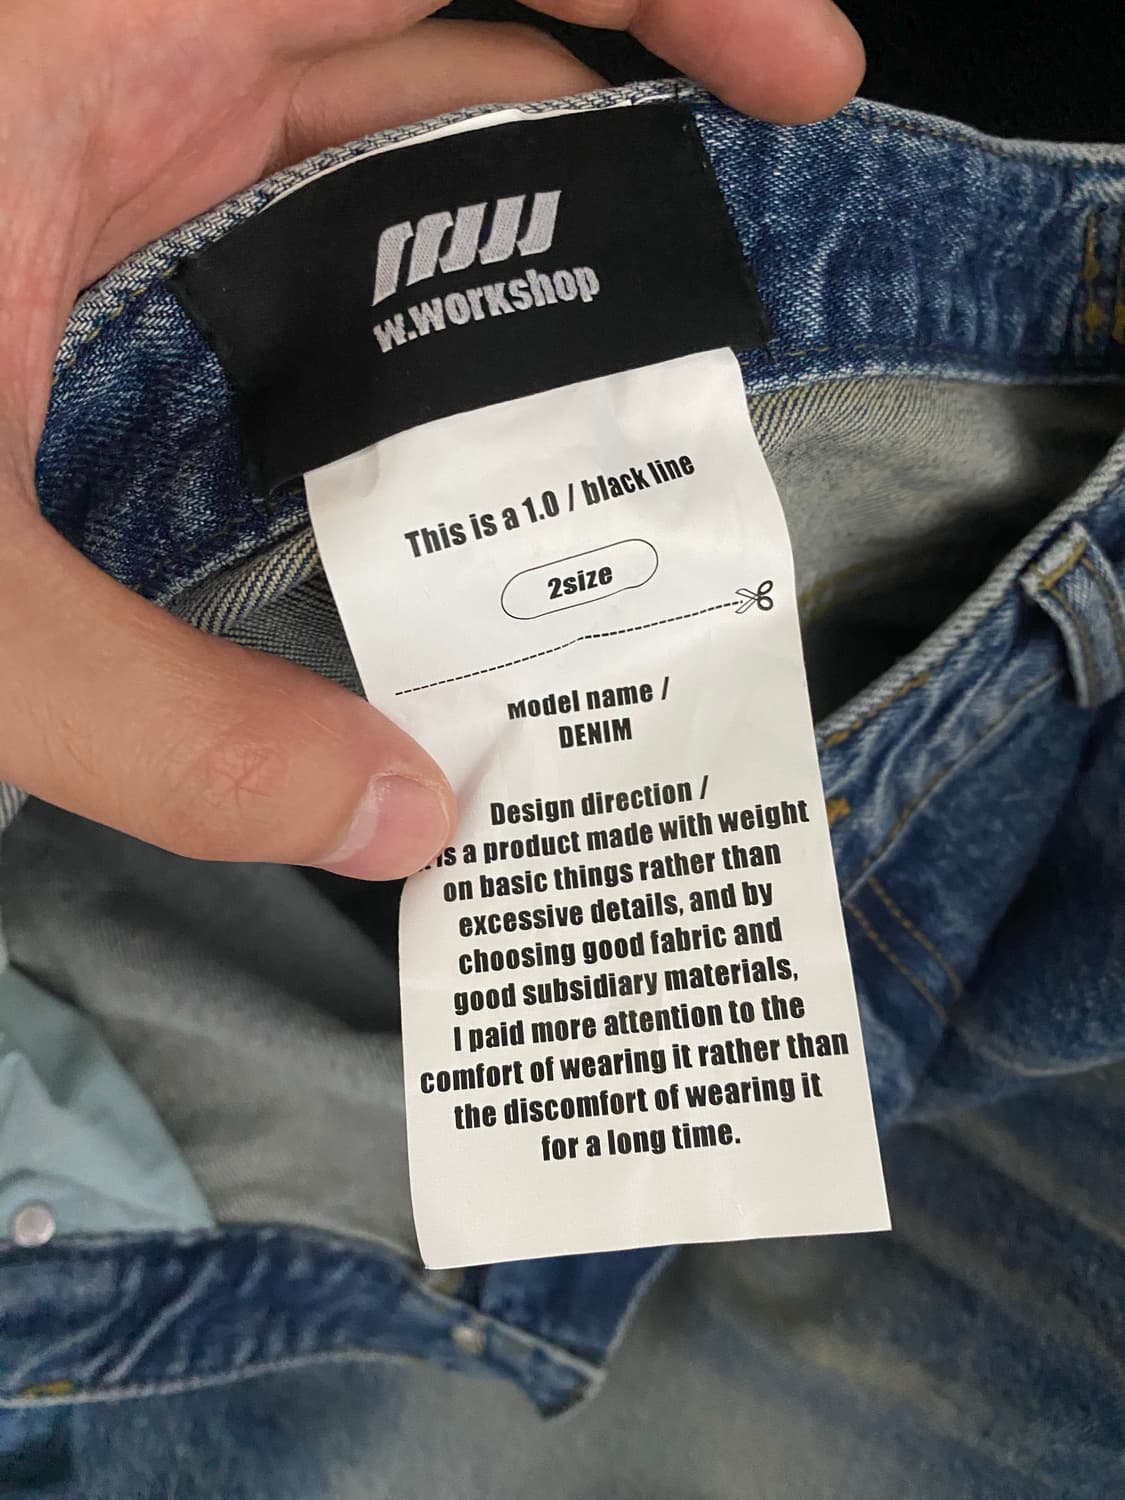 w.workshop
This is a 1.0 / black line
2size
Model name /
DENIM
Design direction /
is a product made with weight
on basic things rather than
excessive details, and by
choosing good fabric and
good subsidiary materials,
I paid more attention to the
comfort of wearing it rather than
the discomfort of wearing it
for a long time.